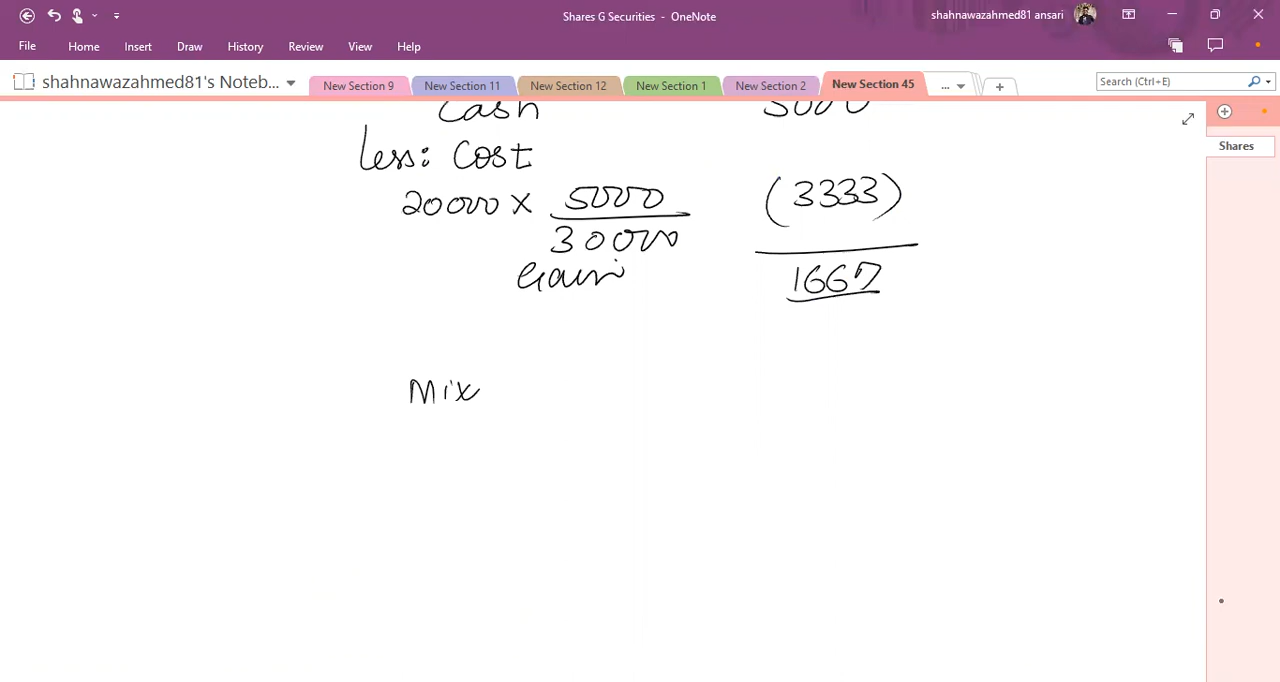 Shares G Securities - OneNote
shahnawazahmed81 ansari
File Home Insert Draw History Review View Help
shahnawazahmed81's Noteb... New Section 9 New Section 11 New Section 12 New Section 1 New Section 2 New Section 45 ... + Search (Ctrl+E)
Shares
Cash 5000
less: Cost
20000 × 5000 (3333)
30000
Gain 1667
Mix